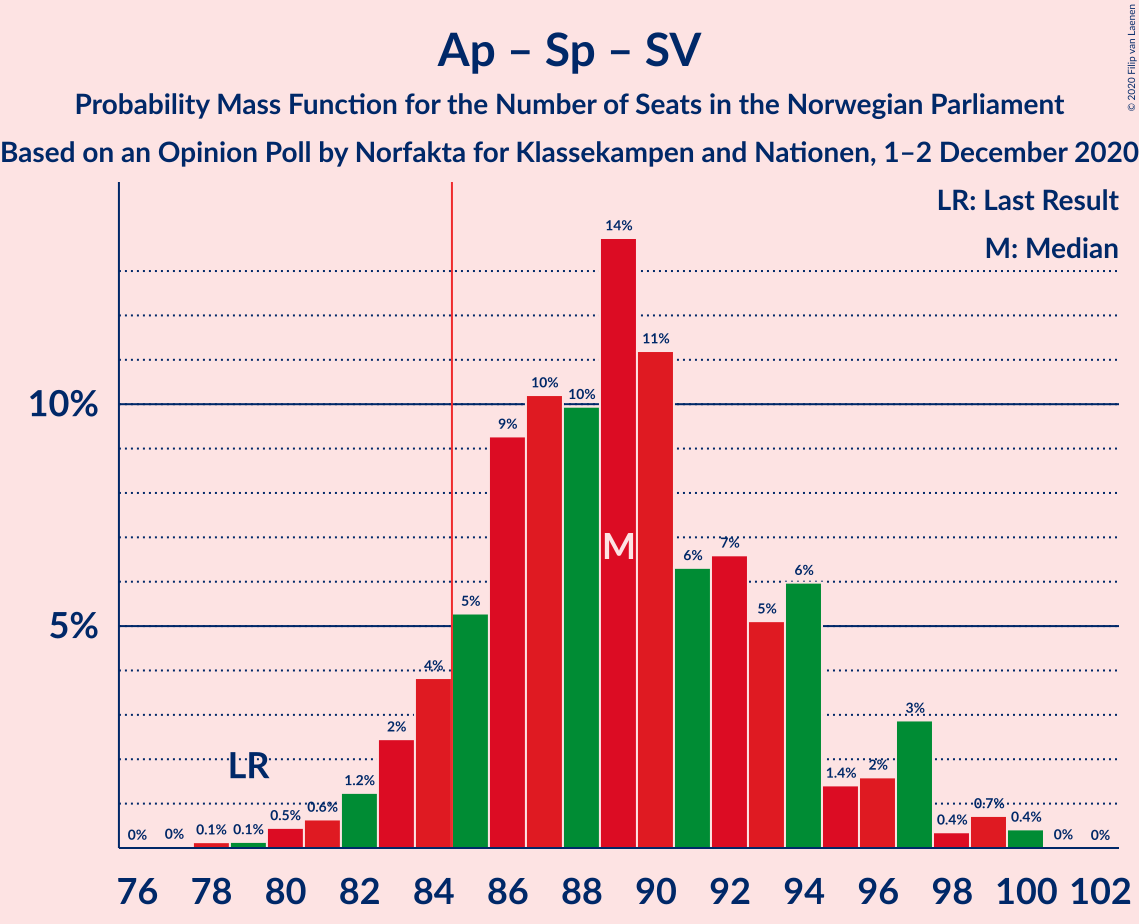 Ap – Sp – SV
Probability Mass Function for the Number of Seats in the Norwegian Parliament
Based on an Opinion Poll by Norfakta for Klassekampen and Nationen, 1–2 December 2020
© 2020 Filip van Laenen
LR: Last Result
M: Median
10%
5%
0% 0% 0.1% 0.1% 0.5% 0.6% 1.2% 2% 4% 5% 9% 10% 10% 14% 11% 6% 7% 5% 6% 1.4% 2% 3% 0.4% 0.7% 0.4% 0% 0%
M
LR
76 78 80 82 84 86 88 90 92 94 96 98 100 102